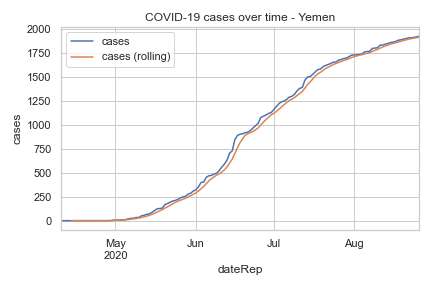 COVID-19 cases over time - Yemen
cases
cases (rolling)
2000
1750
1500
1250
1000
750
500
250
0
cases
May
2020
Jun
Jul
Aug
dateRep